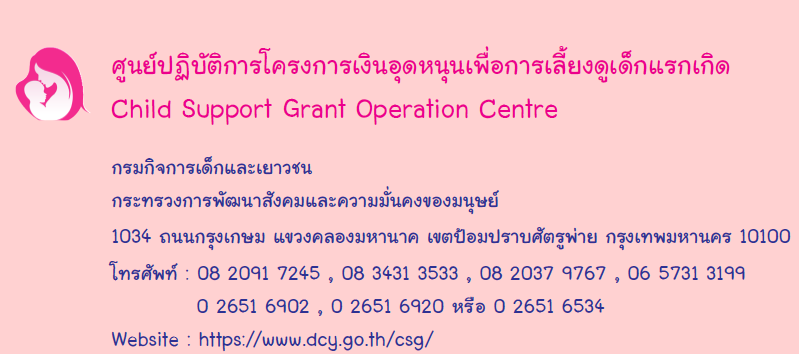 ศูนย์ปฏิบัติการโครงการเงินอุดหนุนเพื่อการเลี้ยงดูเด็กแรกเกิด
Child Support Grant Operation Centre
กรมกิจการเด็กและเยาวชน
กระทรวงการพัฒนาสังคมและความมั่นคงของมนุษย์
1034 ถนนกรุงเกษม แขวงคลองมหานาค เขตป้อมปราบศัตรูพ่าย กรุงเทพมหานคร 10100
โทรศัพท์ : 08 2091 7245 , 08 3431 3533 , 08 2037 9767 , 06 5731 3199
0 2651 6902 , 0 2651 6920 หรือ 0 2651 6534
Website : https://www.dcy.go.th/csg/